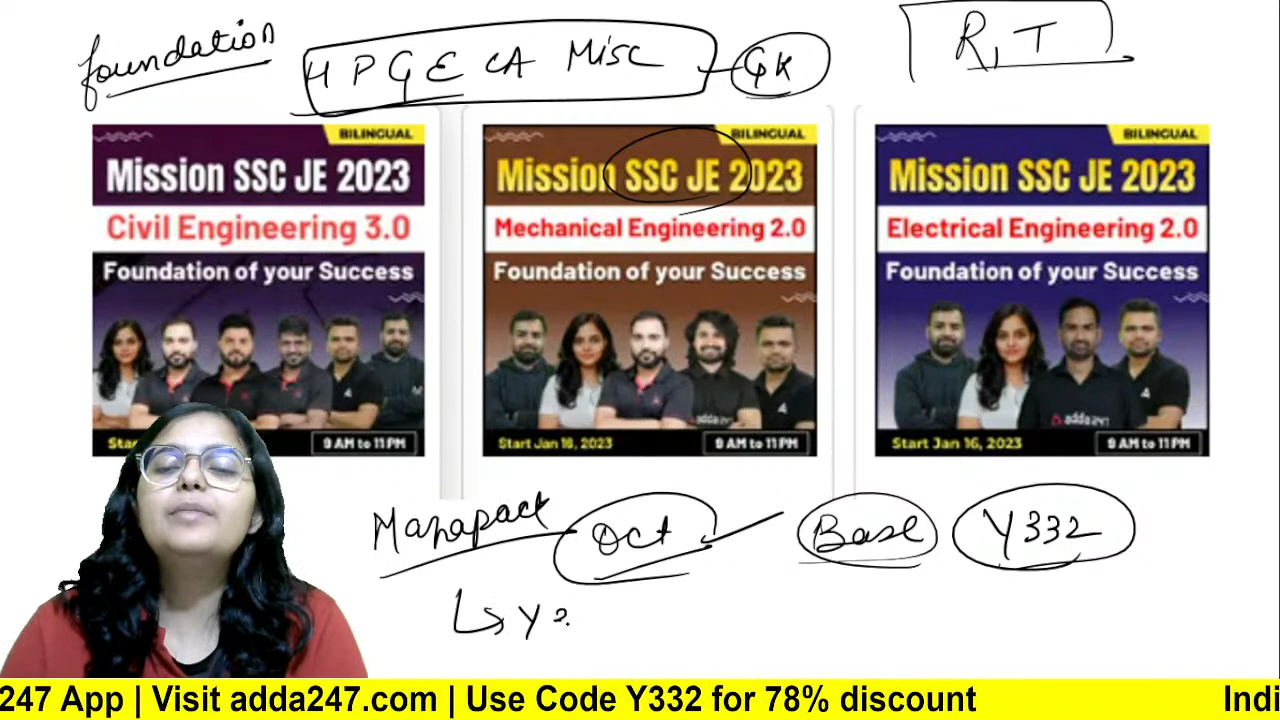 foundation
H P G E CA Misc
GK
R, T
BILINGUAL
Mission SSC JE 2023
Civil Engineering 3.0
Foundation of your Success
9 AM to 11 PM
BILINGUAL
Mission SSC JE 2023
Mechanical Engineering 2.0
Foundation of your Success
adda247
Start Jan 16, 2023
9 AM to 11 PM
BILINGUAL
Mission SSC JE 2023
Electrical Engineering 2.0
Foundation of your Success
adda247
Start Jan 16, 2023
9 AM to 11 PM
Mahapack Oct Base Y332
247 App | Visit adda247.com | Use Code Y332 for 78% discount
Indi